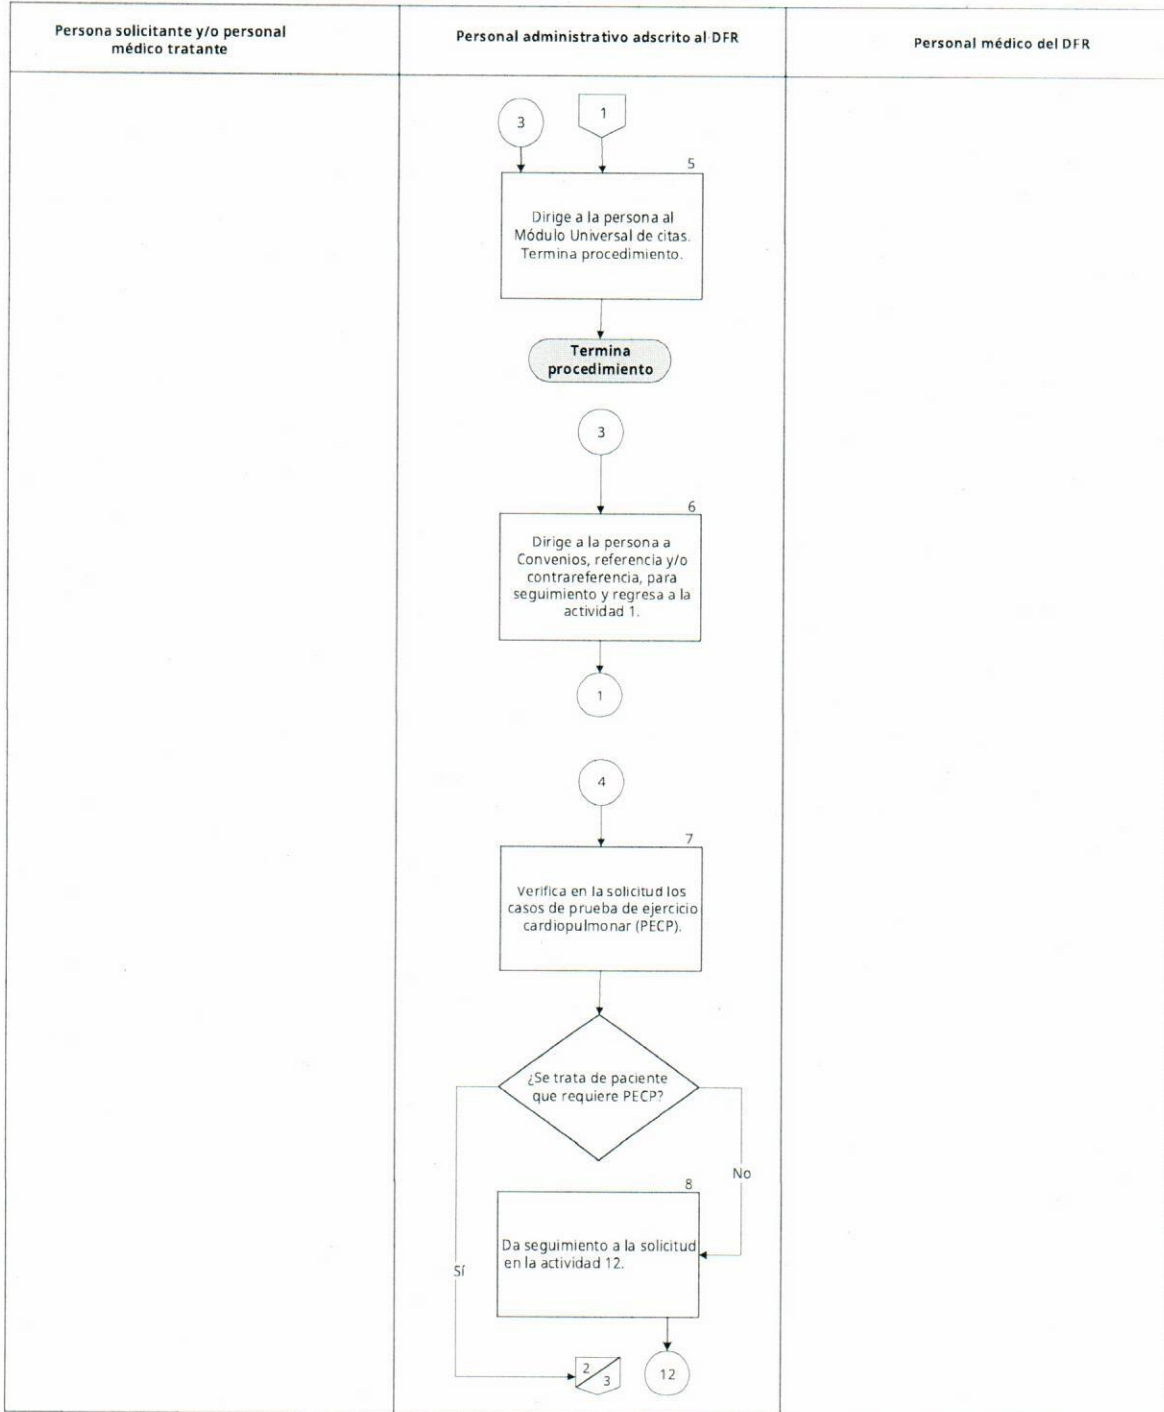 Persona solicitante y/o personal
médico tratante
Personal administrativo adscrito al DFR
Personal médico del DFR
3
1
5
Dirige a la persona al
Módulo Universal de citas.
Termina procedimiento.
Termina
procedimiento
3
6
Dirige a la persona a
Convenios, referencia y/o
contrareferencia, para
seguimiento y regresa a la
actividad 1.
1
4
7
Verifica en la solicitud los
casos de prueba de ejercicio
cardiopulmonar (PECP).
¿Se trata de paciente
que requiere PECP?
No
8
Da seguimiento a la solicitud
en la actividad 12.
Sí
2
3
12